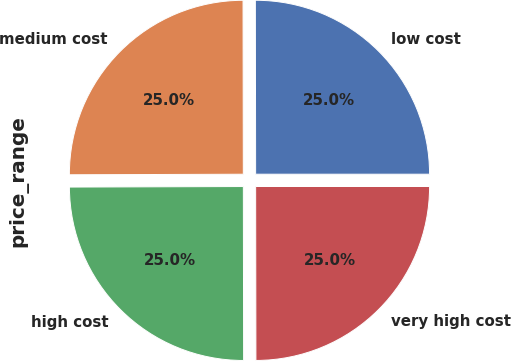 medium cost
low cost
25.0%
25.0%
price_range
25.0%
25.0%
high cost
very high cost